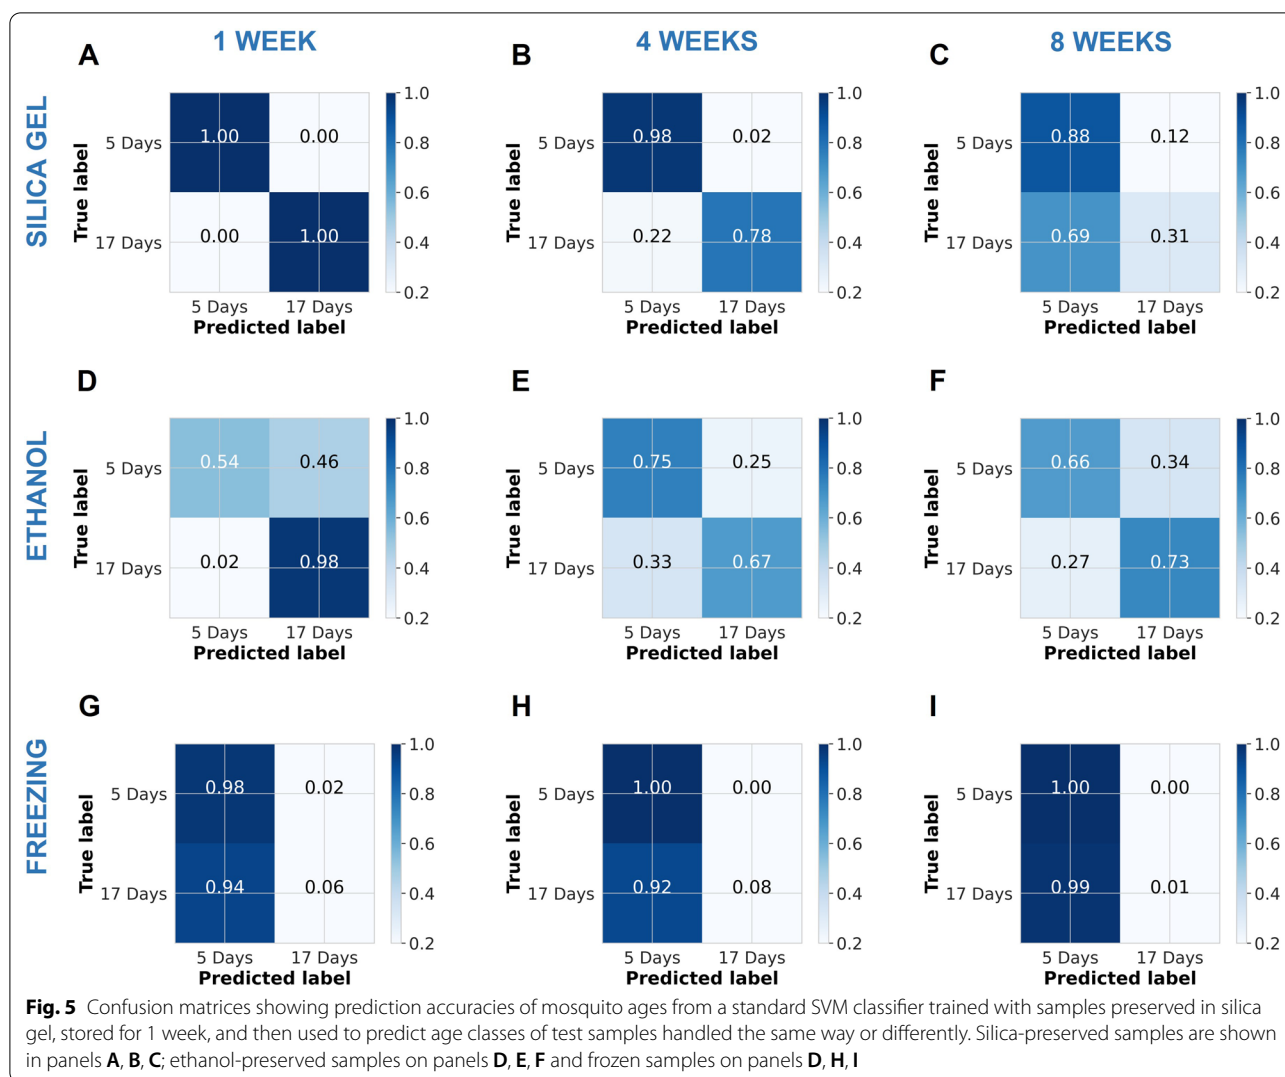 1 WEEK
4 WEEKS
8 WEEKS
SILICA GEL
A
True label
5 Days
17 Days
1.00
0.00
0.00
1.00
5 Days
17 Days
Predicted label
1.0
0.8
0.6
0.4
0.2
B
True label
5 Days
17 Days
0.98
0.02
0.22
0.78
5 Days
17 Days
Predicted label
1.0
0.8
0.6
0.4
0.2
C
True label
5 Days
17 Days
0.88
0.12
0.69
0.31
5 Days
17 Days
Predicted label
1.0
0.8
0.6
0.4
0.2
ETHANOL
D
True label
5 Days
17 Days
0.54
0.46
0.02
0.98
5 Days
17 Days
Predicted label
1.0
0.8
0.6
0.4
0.2
E
True label
5 Days
17 Days
0.75
0.25
0.33
0.67
5 Days
17 Days
Predicted label
1.0
0.8
0.6
0.4
0.2
F
True label
5 Days
17 Days
0.66
0.34
0.27
0.73
5 Days
17 Days
Predicted label
1.0
0.8
0.6
0.4
0.2
FREEZING
G
True label
5 Days
17 Days
0.98
0.02
0.94
0.06
5 Days
17 Days
Predicted label
1.0
0.8
0.6
0.4
0.2
H
True label
5 Days
17 Days
1.00
0.00
0.92
0.08
5 Days
17 Days
Predicted label
1.0
0.8
0.6
0.4
0.2
I
True label
5 Days
17 Days
1.00
0.00
0.99
0.01
5 Days
17 Days
Predicted label
1.0
0.8
0.6
0.4
0.2
Fig. 5 Confusion matrices showing prediction accuracies of mosquito ages from a standard SVM classifier trained with samples preserved in silica
gel, stored for 1 week, and then used to predict age classes of test samples handled the same way or differently. Silica-preserved samples are shown
in panels A, B, C; ethanol-preserved samples on panels D, E, F and frozen samples on panels D, H, I